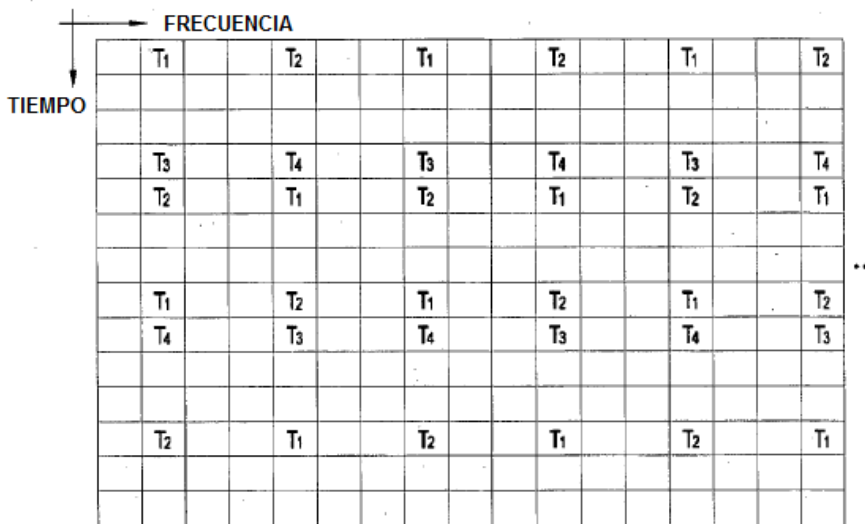 FRECUENCIA
TIEMPO
T1 T2 T1 T2 T1 T2
T3 T4 T3 T4 T3 T4
T2 T1 T2 T1 T2 T1
T1 T2 T1 T2 T1 T2
T4 T3 T4 T3 T4 T3
T2 T1 T2 T1 T2 T1